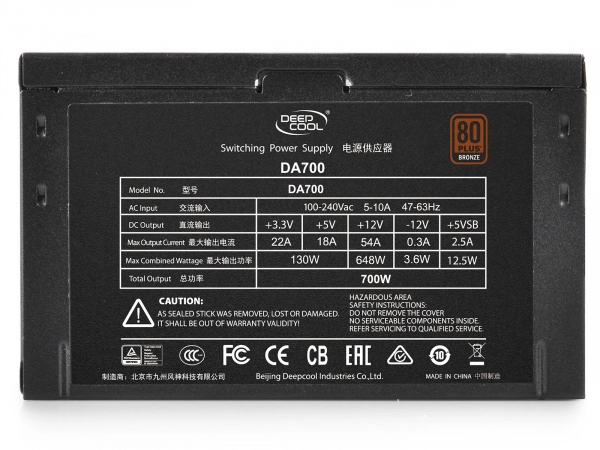 DEEP
COOL®
80
PLUS®
BRONZE
Switching Power Supply 电源供应器
DA700
Model No. 型号 DA700
AC Input 交流输入 100-240Vac 5-10A 47-63Hz
DC Output 直流输出 +3.3V +5V +12V -12V +5VSB
Max Output Current 最大输出电流 22A 18A 54A 0.3A 2.5A
Max Combined Wattage 最大输出功率 130W 648W 3.6W 12.5W
Total Output 总功率 700W
CAUTION:
AS SEALED STICK WAS REMOVED, LOST OR DAMAGED.
IT SHALL BE OUT OF WARRANTY VALIDITY!
HAZARDOUS AREA
SAFETY INSTRUCTIONS:
DO NOT REMOVE THE COVER
NO SERVICEABLE COMPONENTS INSIDE.
REFER SERVICING TO QUALIFIED SERVICE.
CCC FC CE CB EAC 10
制造商：北京市九州风神科技有限公司 Beijing Deepcool Industries Co.,Ltd. MADE IN CHINA 中国制造